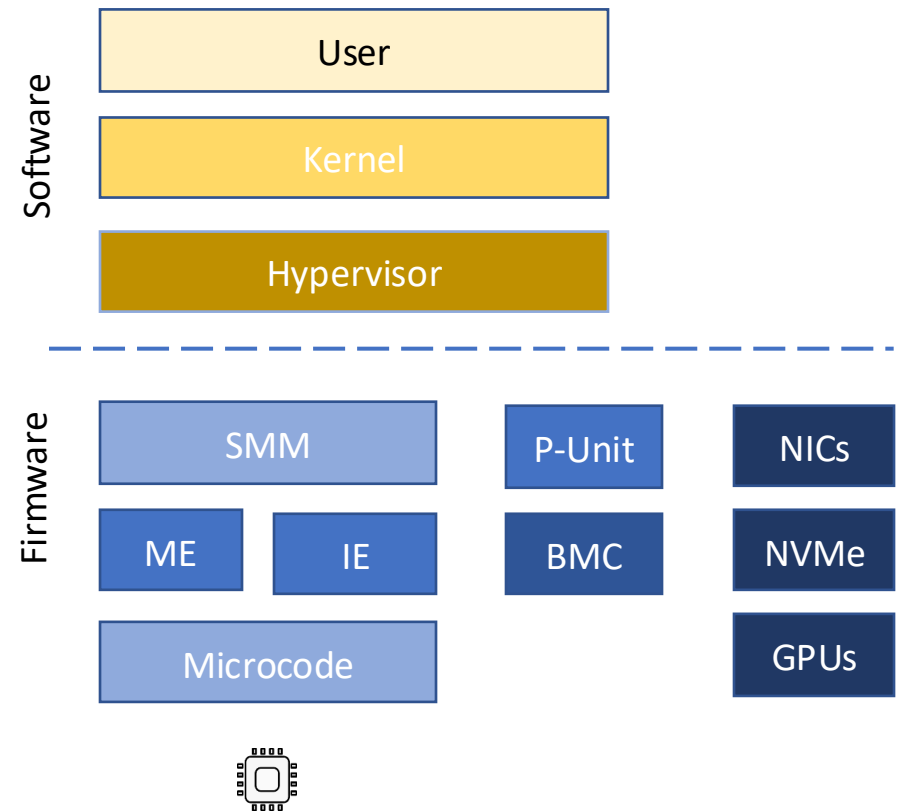 Software
User
Kernel
Hypervisor
Firmware
SMM
P-Unit
NICs
ME
IE
BMC
NVMe
Microcode
GPUs